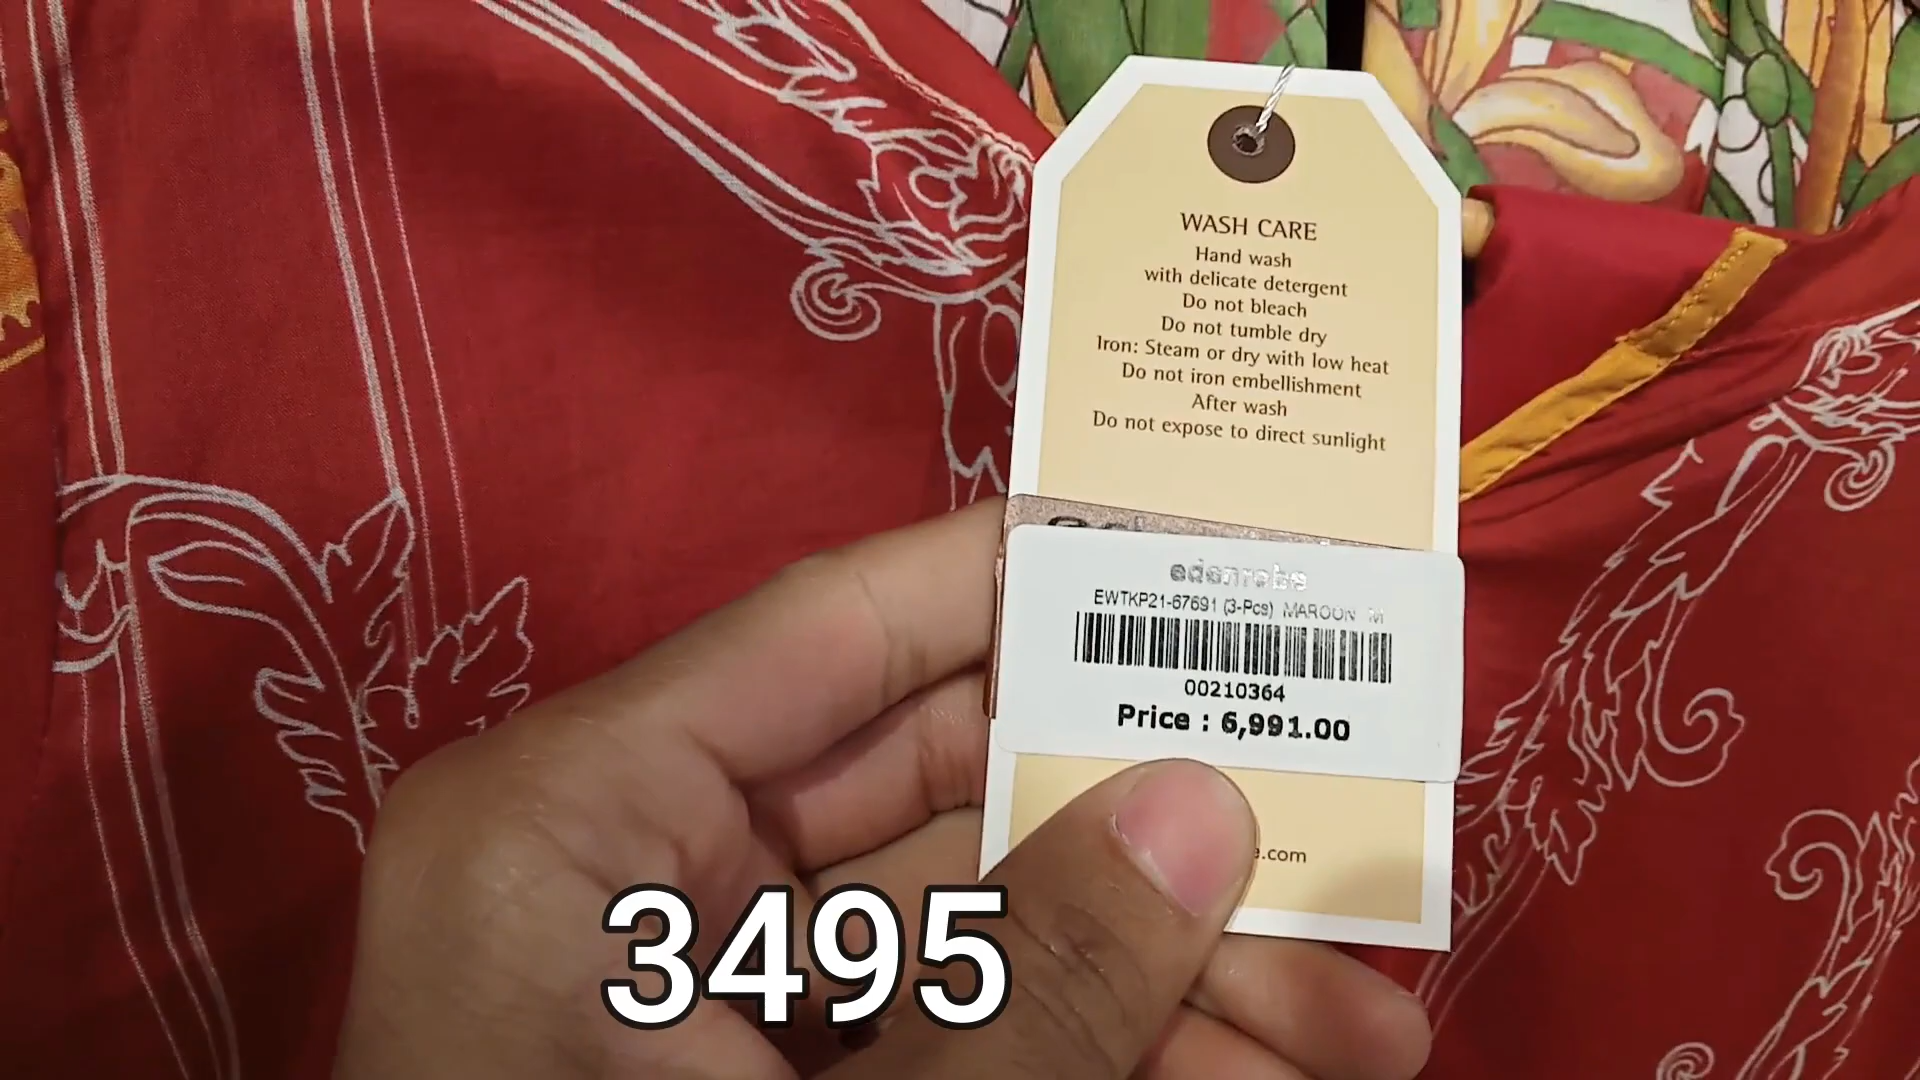 WASH CARE
Hand wash
with delicate detergent
Do not bleach
Do not tumble dry
Iron: Steam or dry with low heat
Do not iron embellishment
After wash
Do not expose to direct sunlight
edenrobe
EWTKP21-67691 (3-Pcs) MAROON M
00210364
Price : 6,991.00
.com
3495